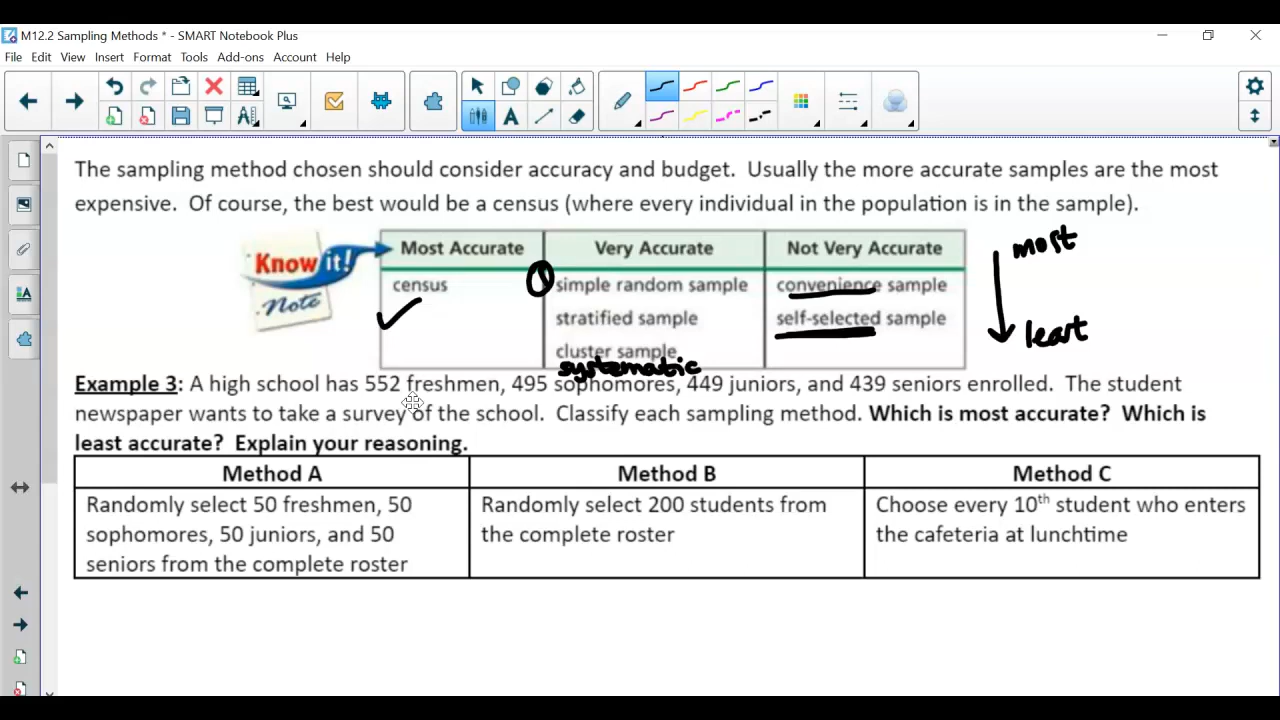 M12.2 Sampling Methods * - SMART Notebook Plus
File Edit View Insert Format Tools Add-ons Account Help
The sampling method chosen should consider accuracy and budget. Usually the more accurate samples are the most
expensive. Of course, the best would be a census (where every individual in the population is in the sample).
Know it!
Note
Most Accurate Very Accurate Not Very Accurate
census simple random sample convenience sample
stratified sample self-selected sample
cluster sample
systematic
most
least
Example 3: A high school has 552 freshmen, 495 sophomores, 449 juniors, and 439 seniors enrolled. The student
newspaper wants to take a survey of the school. Classify each sampling method. Which is most accurate? Which is
least accurate? Explain your reasoning.
Method A Method B Method C
Randomly select 50 freshmen, 50
sophomores, 50 juniors, and 50
seniors from the complete roster
Randomly select 200 students from
the complete roster
Choose every 10th student who enters
the cafeteria at lunchtime